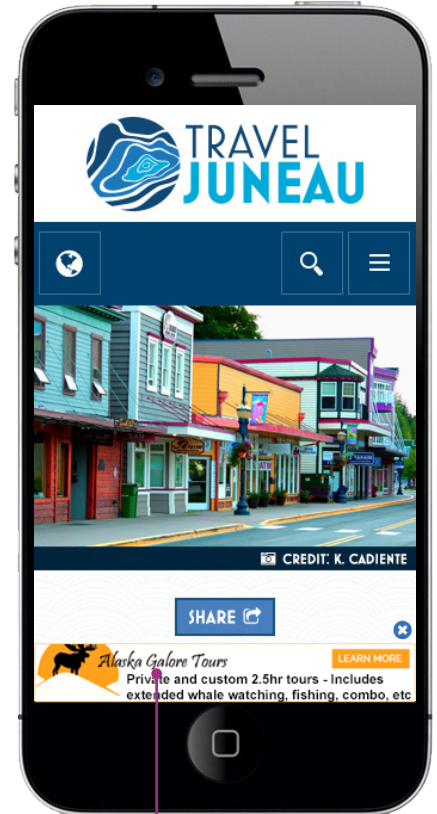 TRAVEL
JUNEAU
CREDIT: K. CADIENTE
SHARE
Alaska Galore Tours
LEARN MORE
Private and custom 2.5hr tours - Includes
extended whale watching, fishing, combo, etc